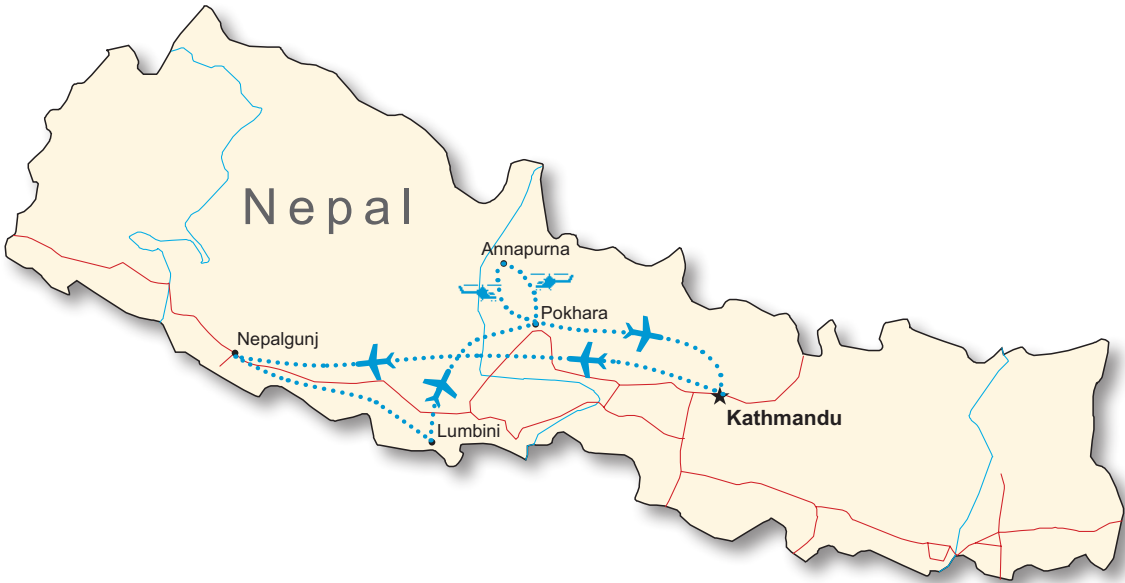 Nepal
Annapurna
Pokhara
Nepalgunj
Kathmandu
Lumbini